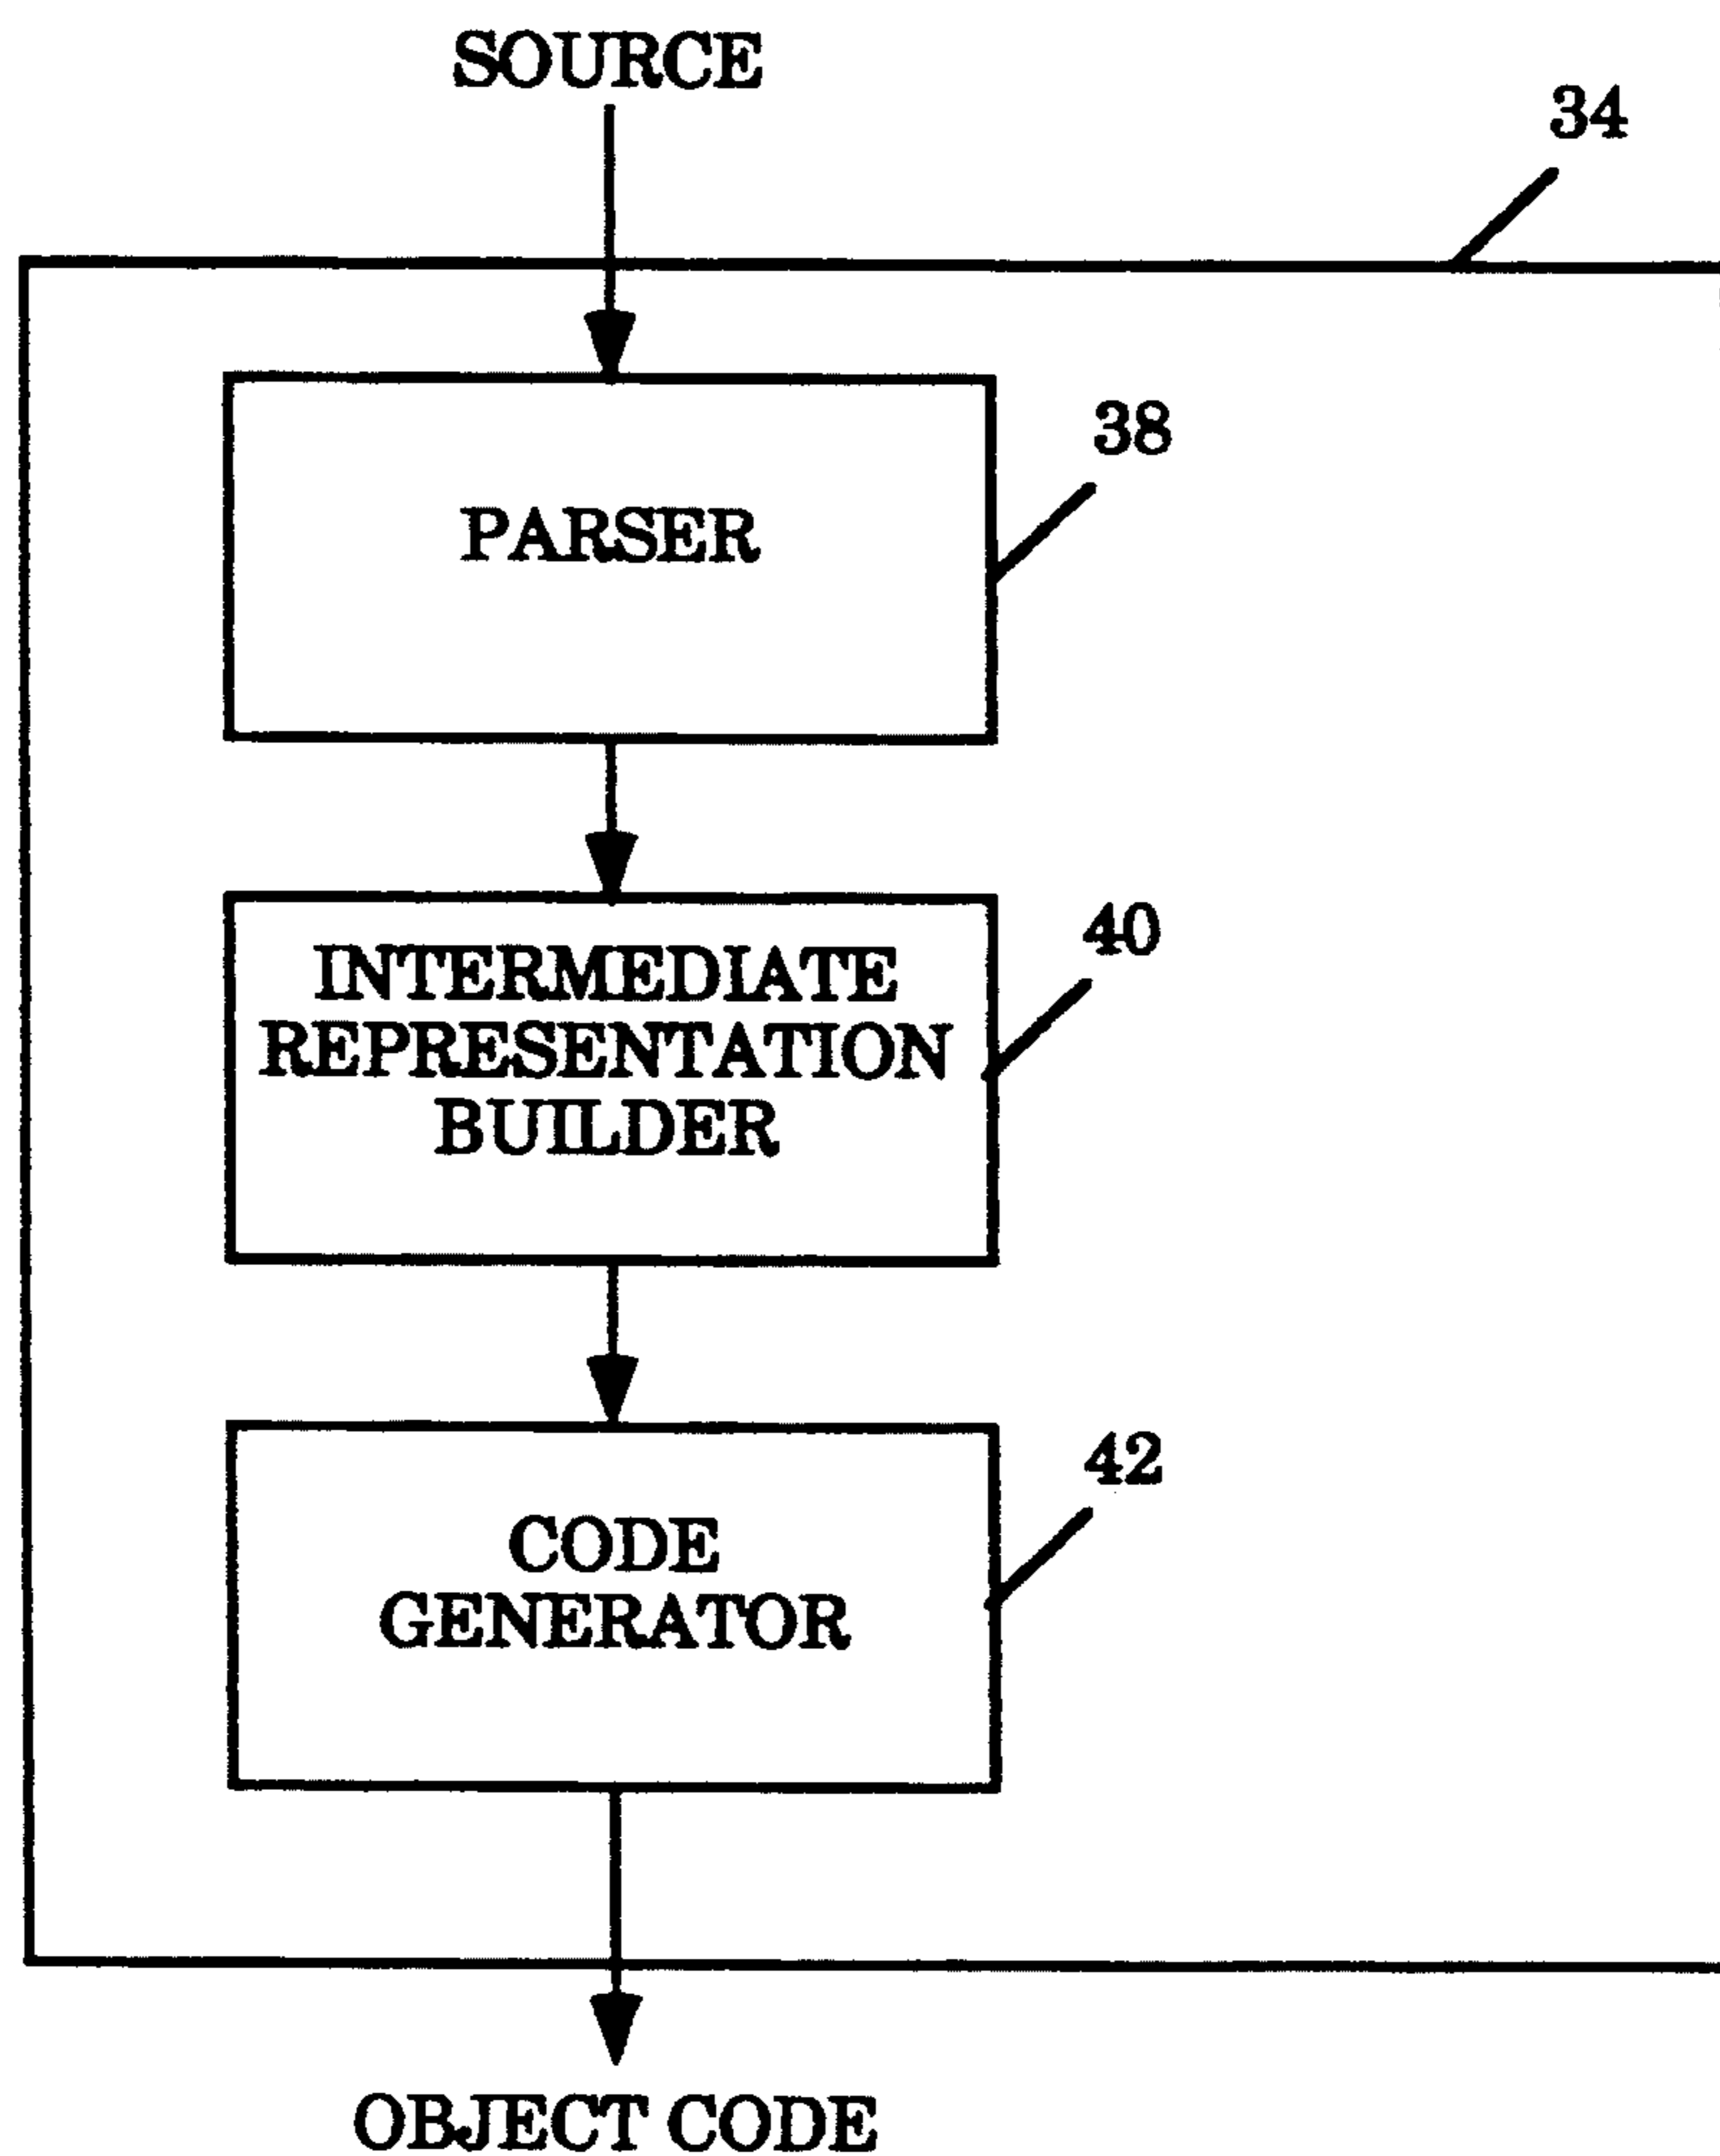 SOURCE
34
PARSER
38
INTERMEDIATE
REPRESENTATION
BUILDER
40
CODE
GENERATOR
42
OBJECT CODE